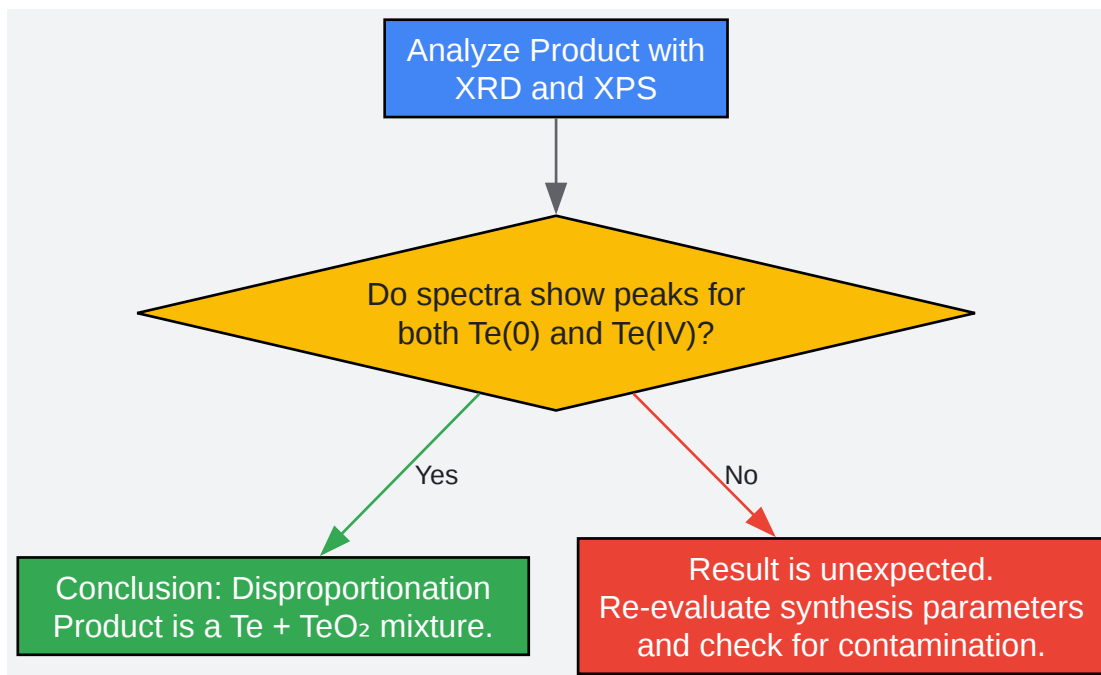 Analyze Product with
XRD and XPS
Do spectra show peaks for
both Te(0) and Te(IV)?
Yes
No
Conclusion: Disproportionation
Product is a Te + TeO₂ mixture.
Result is unexpected.
Re-evaluate synthesis parameters
and check for contamination.